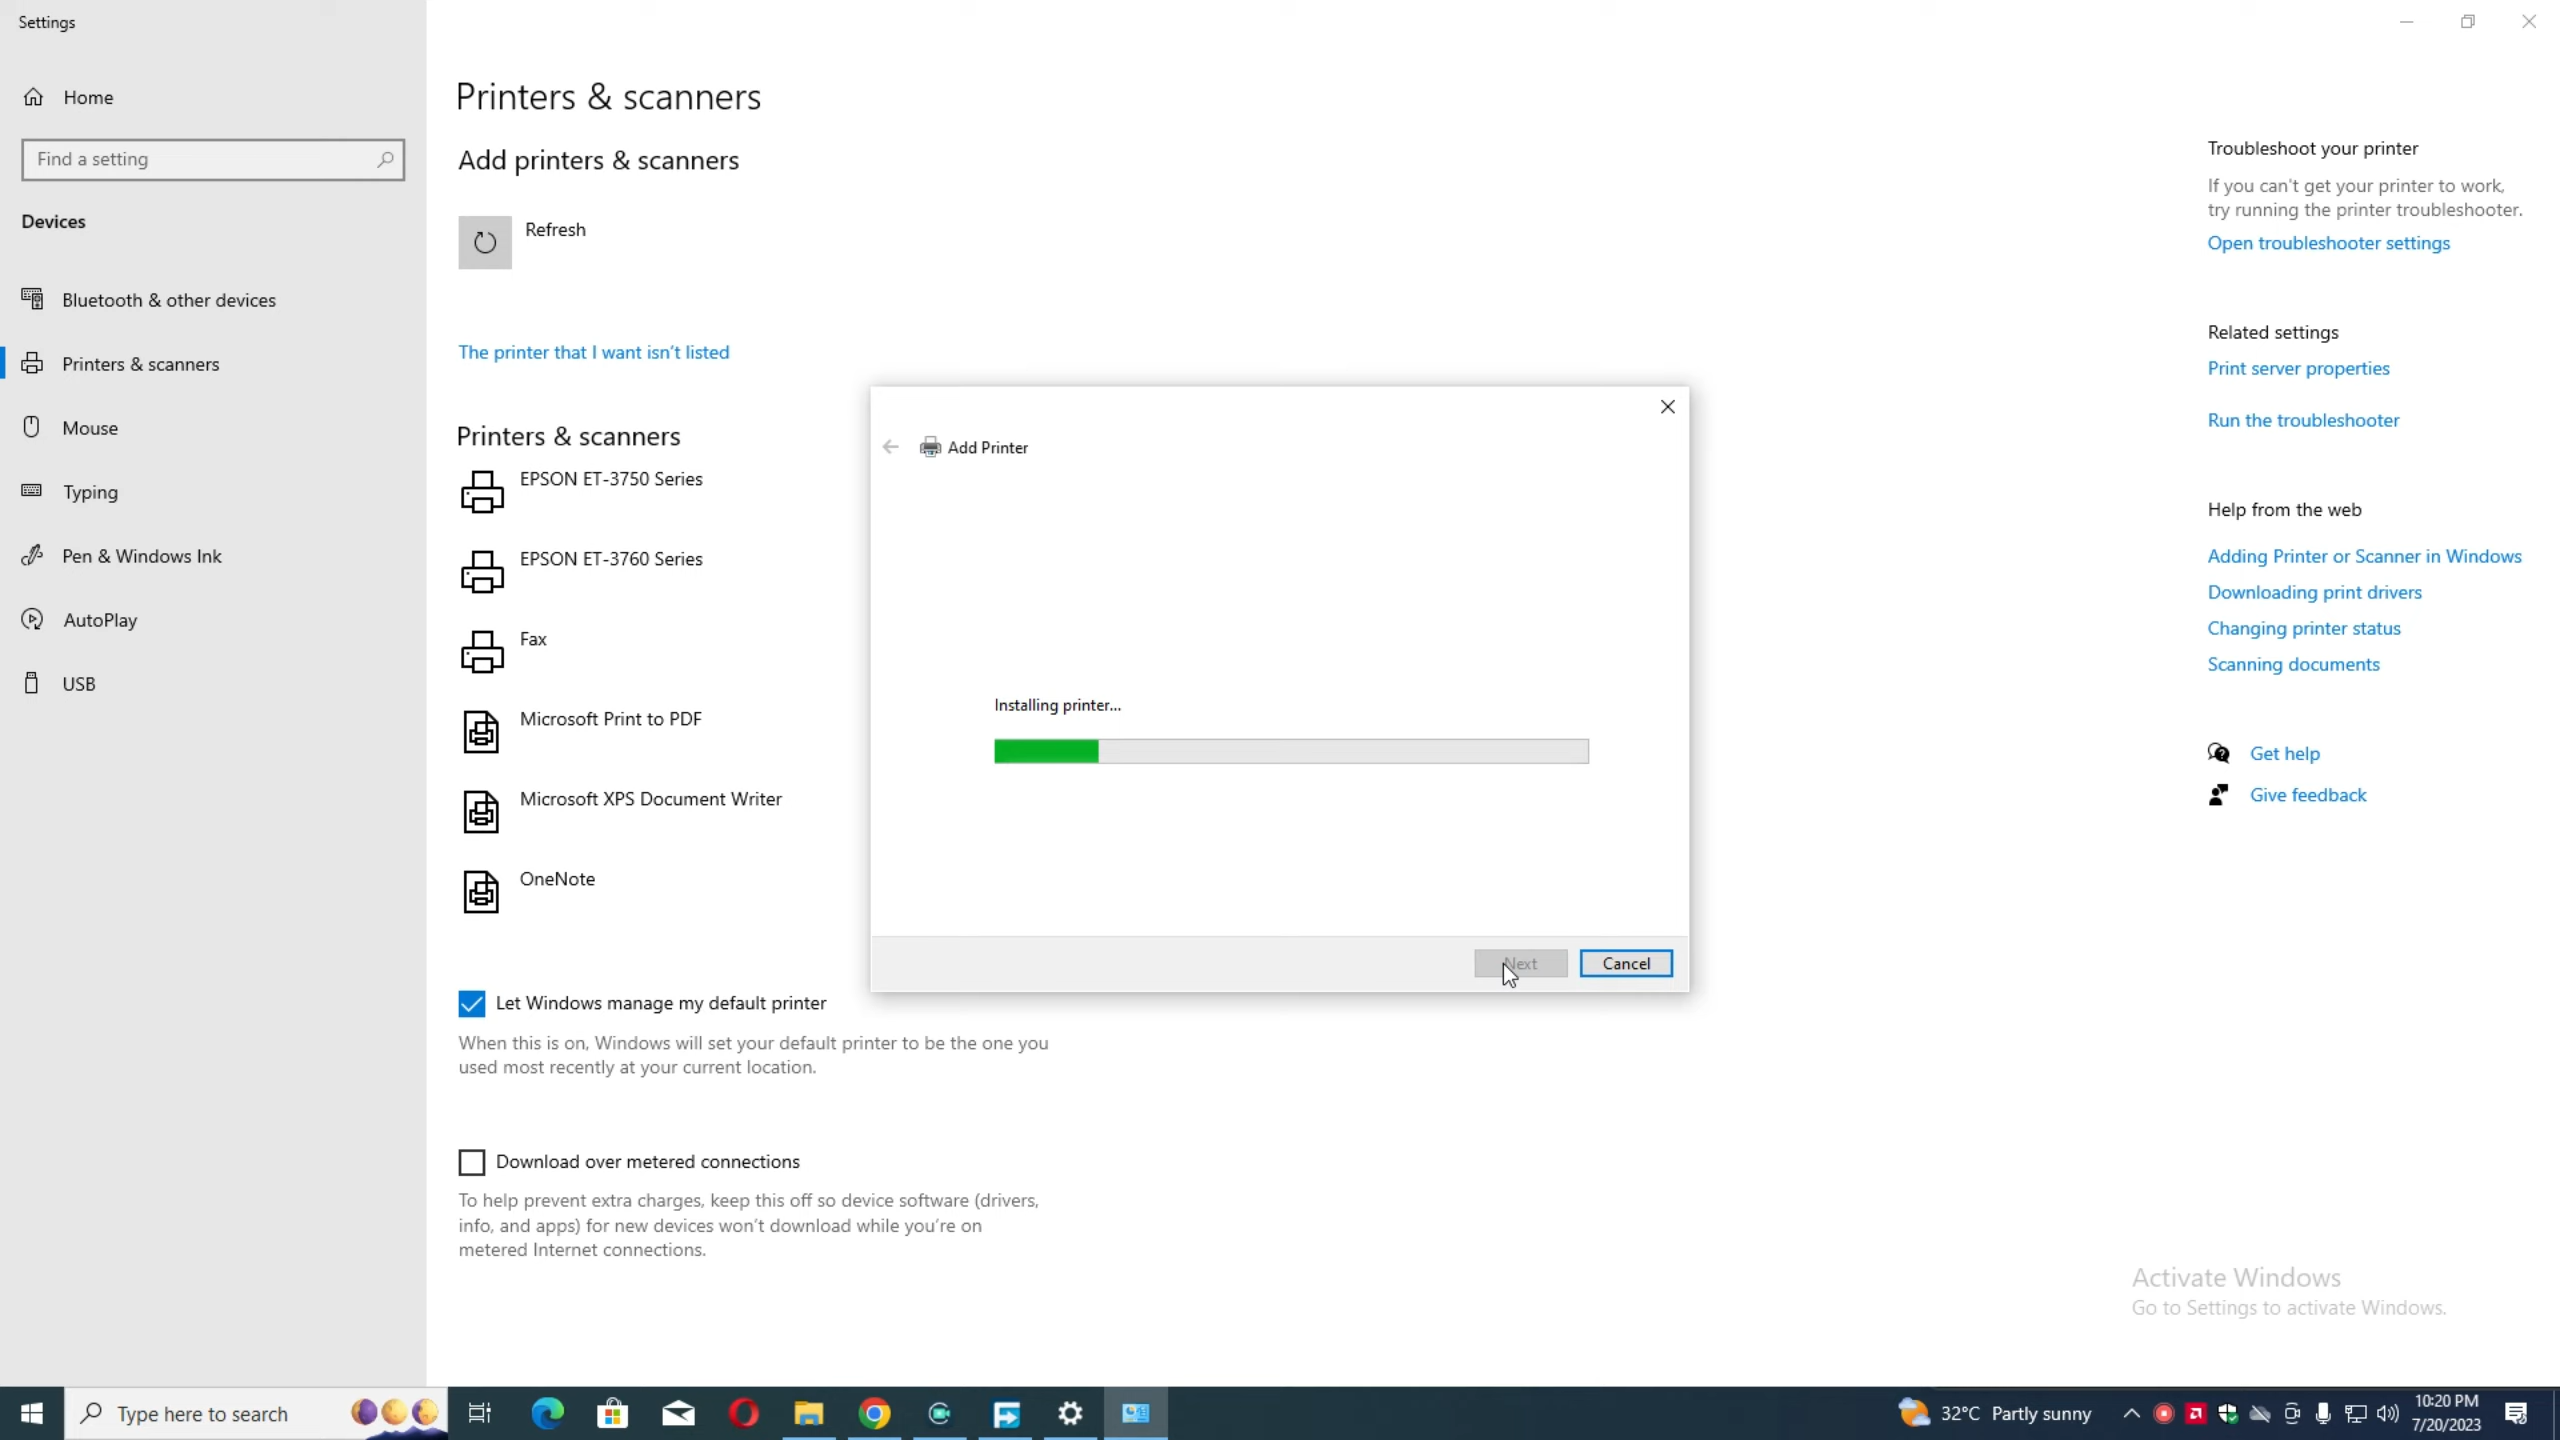 Settings
Home
Find a setting
Devices
Bluetooth & other devices
Printers & scanners
Mouse
Typing
Pen & Windows Ink
AutoPlay
USB
Printers & scanners
Add printers & scanners
Refresh
The printer that I want isn't listed
Printers & scanners
EPSON ET-3750 Series
EPSON ET-3760 Series
Fax
Microsoft Print to PDF
Microsoft XPS Document Writer
OneNote
Let Windows manage my default printer
When this is on, Windows will set your default printer to be the one you
used most recently at your current location.
Download over metered connections
To help prevent extra charges, keep this off so device software (drivers,
info, and apps) for new devices won't download while you're on
metered Internet connections.
Add Printer
Installing printer...
Next
Cancel
Troubleshoot your printer
If you can't get your printer to work,
try running the printer troubleshooter.
Open troubleshooter settings
Related settings
Print server properties
Run the troubleshooter
Help from the web
Adding Printer or Scanner in Windows
Downloading print drivers
Changing printer status
Scanning documents
Get help
Give feedback
Activate Windows
Go to Settings to activate Windows.
Type here to search
32°C Partly sunny
10:20 PM
7/20/2023